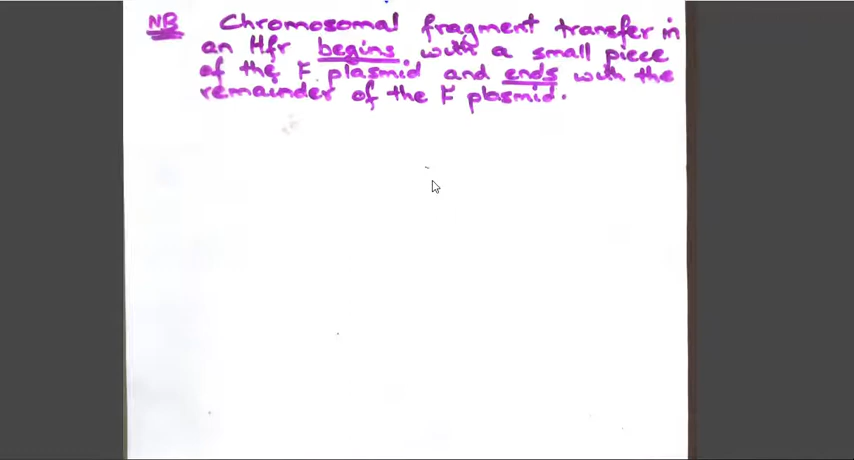 NB Chromosomal fragment transfer in
an Hfr begins with a small piece
of the F plasmid and ends with the
remainder of the F plasmid.